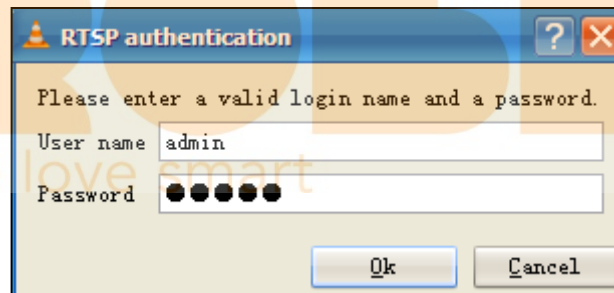 RTSP authentication
Please enter a valid login name and a password.
User name admin
Password ●●●●●
Ok Cancel
love smart